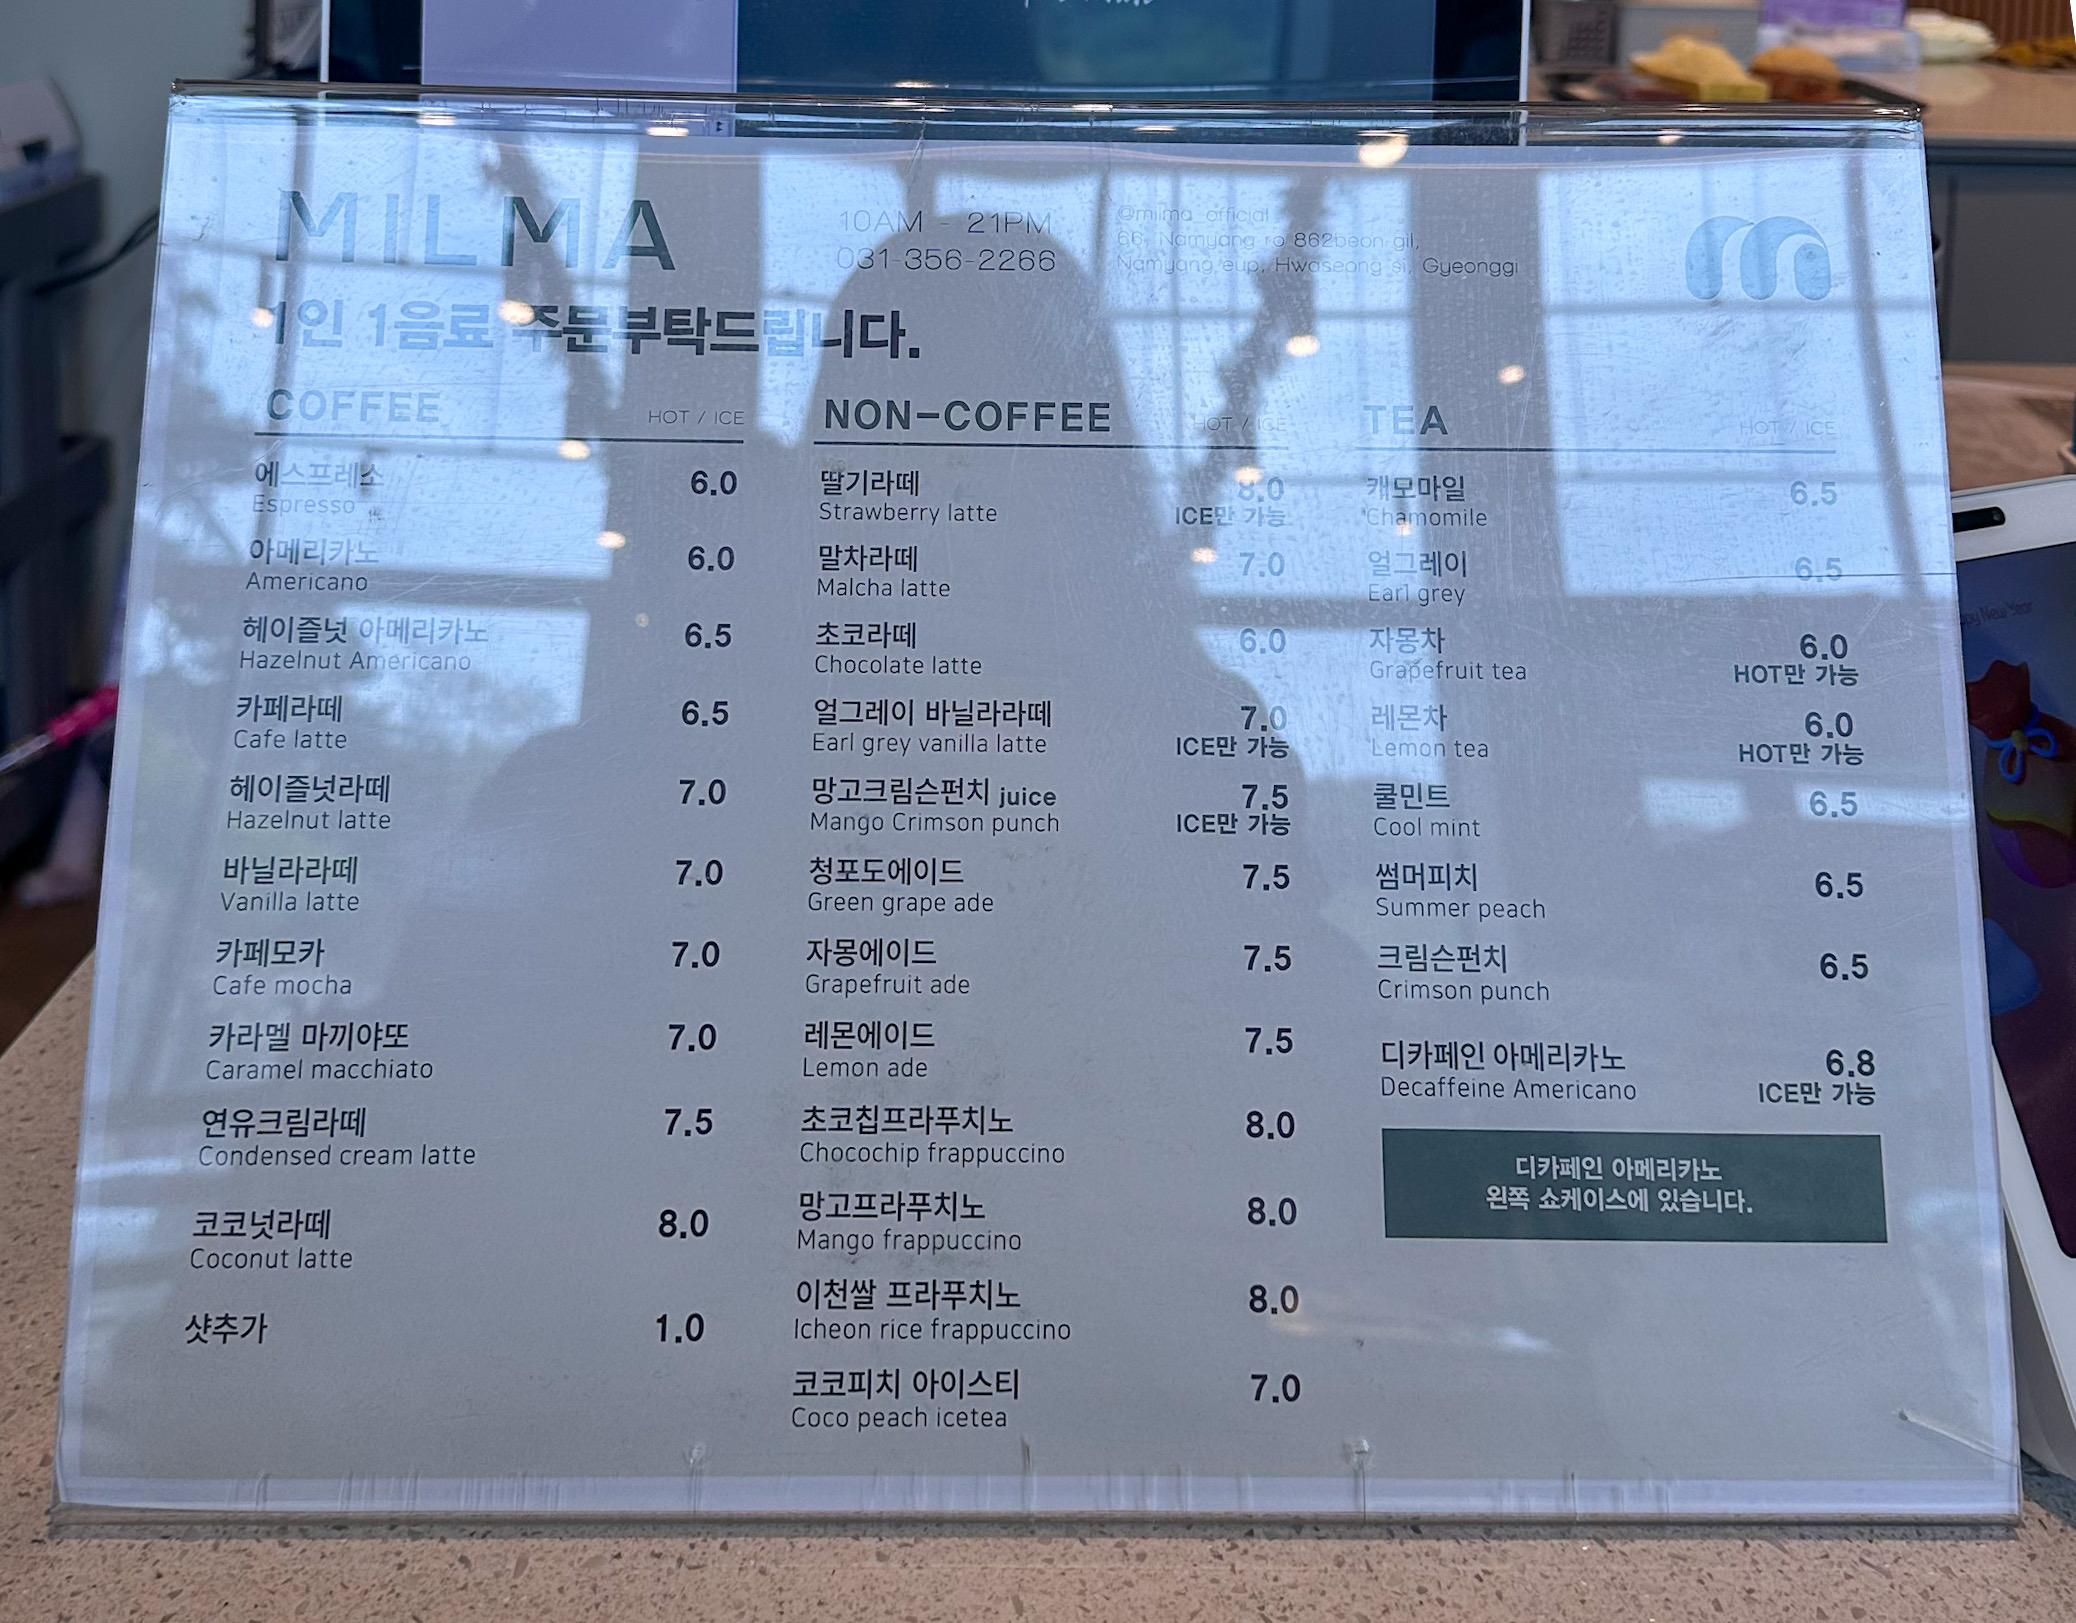 MILMA
10AM - 21PM
031-356-2266
@milma_official
66, Namyang-ro 862beon-gil,
Namyang-eup, Hwaseong-si, Gyeonggi
1인 1음료 주문부탁드립니다.
COFFEE HOT / ICE
에스프레소 6.0
Espresso
아메리카노 6.0
Americano
헤이즐넛 아메리카노 6.5
Hazelnut Americano
카페라떼 6.5
Cafe latte
헤이즐넛라떼 7.0
Hazelnut latte
바닐라라떼 7.0
Vanilla latte
카페모카 7.0
Cafe mocha
카라멜 마끼야또 7.0
Caramel macchiato
연유크림라떼 7.5
Condensed cream latte
코코넛라떼 8.0
Coconut latte
샷추가 1.0
NON-COFFEE HOT / ICE
딸기라떼 8.0
Strawberry latte ICE만 가능
말차라떼 7.0
Malcha latte
초코라떼 6.0
Chocolate latte
얼그레이 바닐라라떼 7.0
Earl grey vanilla latte ICE만 가능
망고크림슨펀치 juice 7.5
Mango Crimson punch ICE만 가능
청포도에이드 7.5
Green grape ade
자몽에이드 7.5
Grapefruit ade
레몬에이드 7.5
Lemon ade
초코칩프라푸치노 8.0
Chocochip frappuccino
망고프라푸치노 8.0
Mango frappuccino
이천쌀 프라푸치노 8.0
Icheon rice frappuccino
코코피치 아이스티 7.0
Coco peach icetea
TEA HOT / ICE
캐모마일 6.5
Chamomile
얼그레이 6.5
Earl grey
자몽차 6.0
Grapefruit tea HOT만 가능
레몬차 6.0
Lemon tea HOT만 가능
쿨민트 6.5
Cool mint
썸머피치 6.5
Summer peach
크림슨펀치 6.5
Crimson punch
디카페인 아메리카노 6.8
Decaffeine Americano ICE만 가능
디카페인 아메리카노
왼쪽 쇼케이스에 있습니다.
New Year